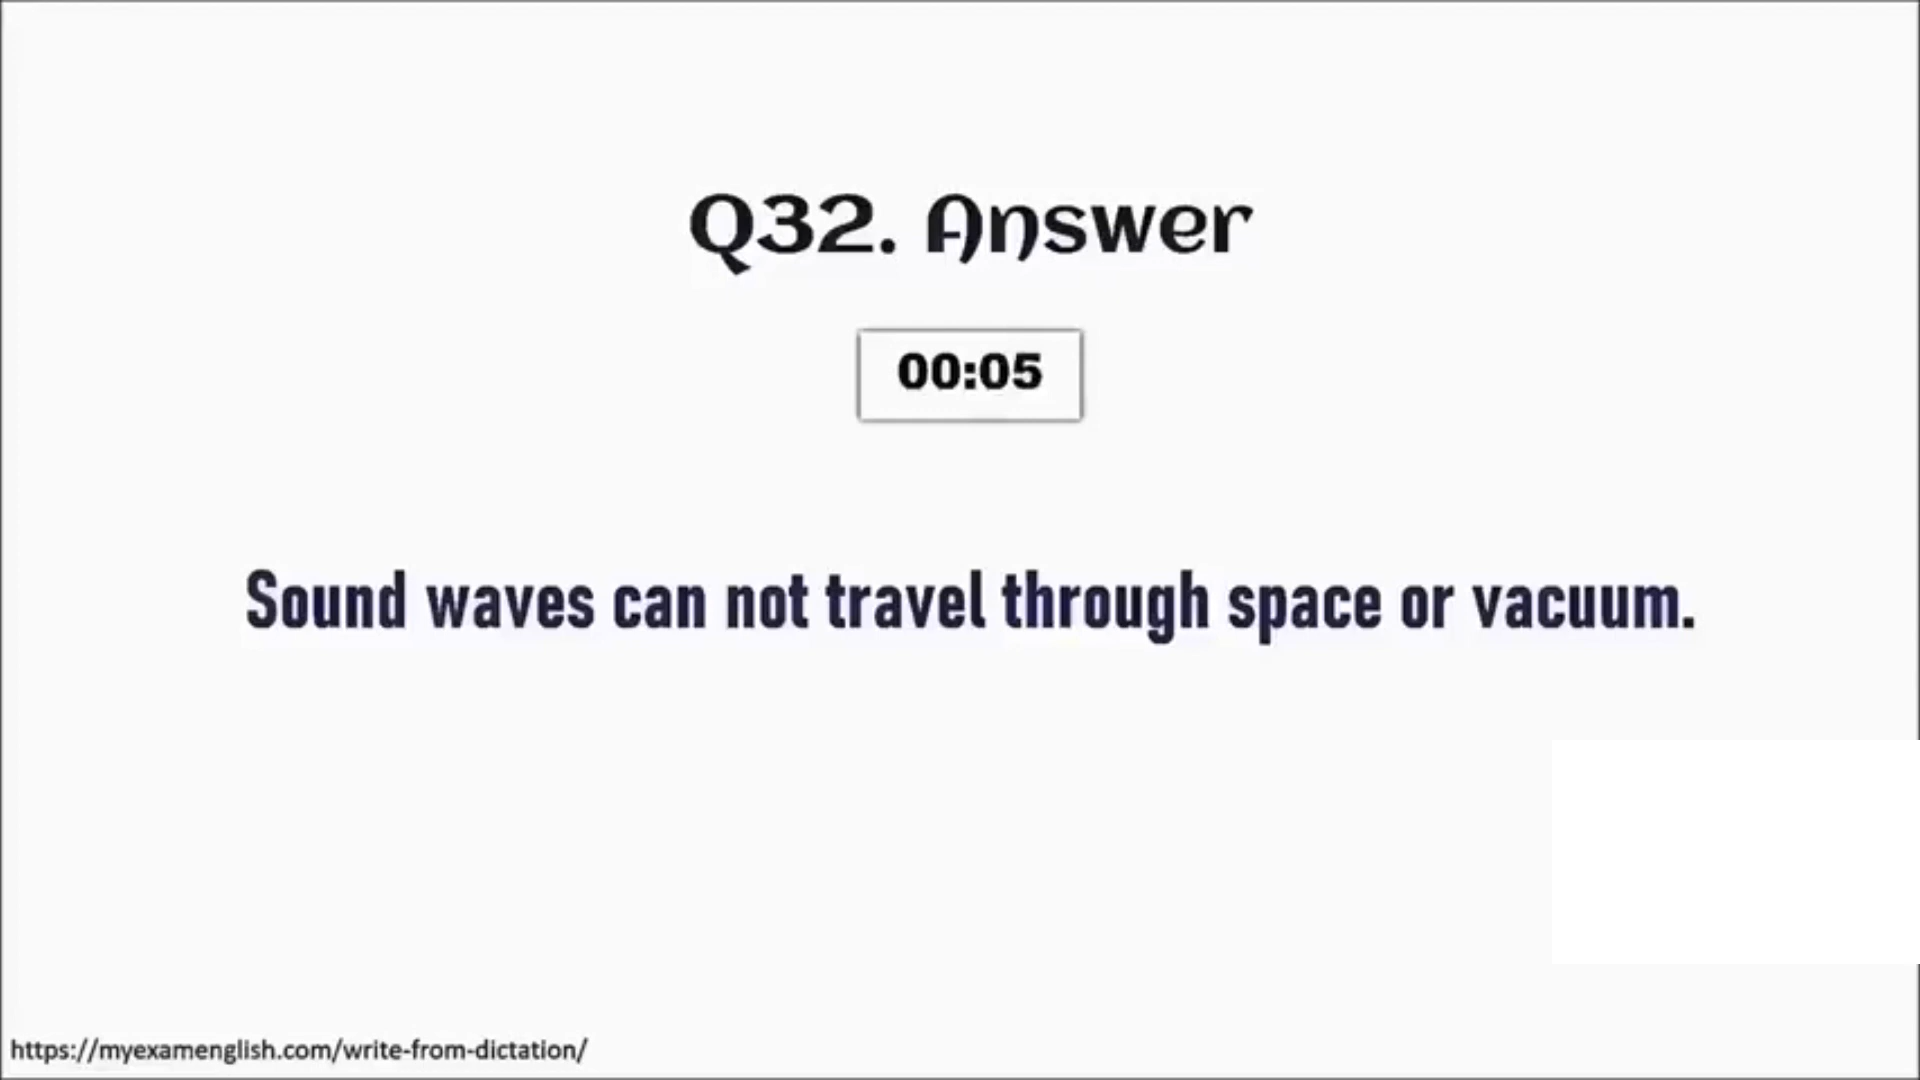 Q32. Answer
00:05
Sound waves can not travel through space or vacuum.
https://myexamenglish.com/write-from-dictation/